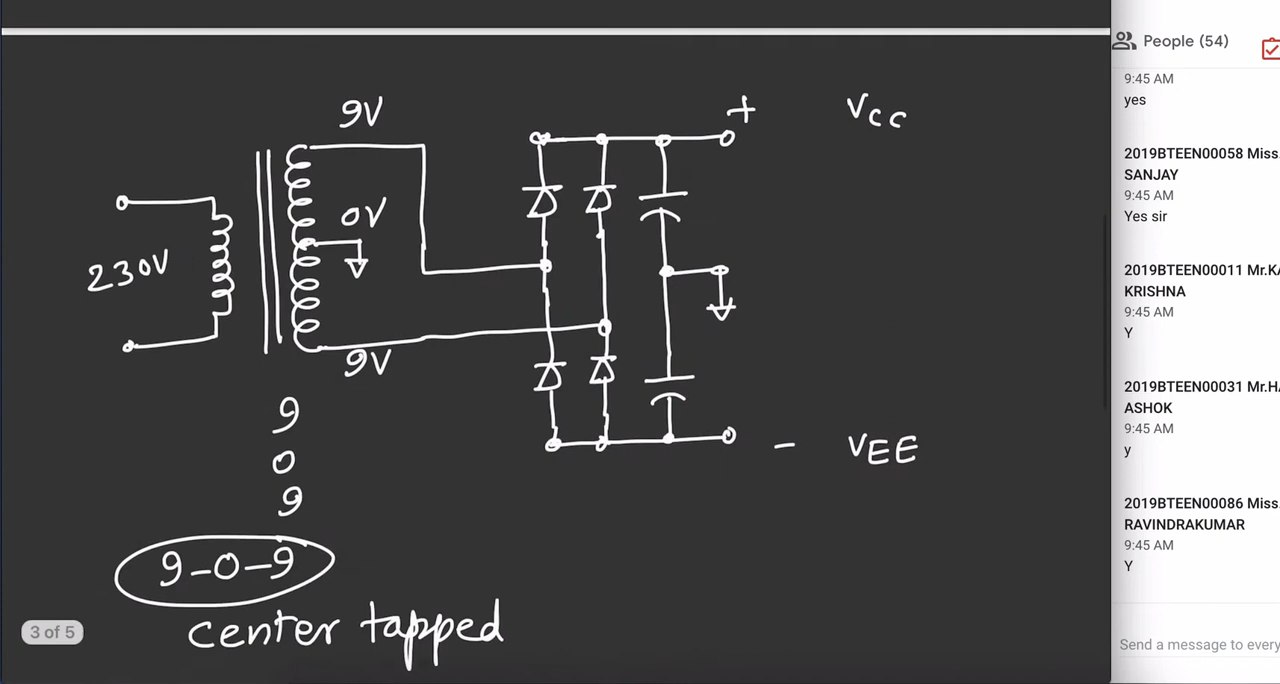 9V
+
Vcc
0V
230V
9V
9
0
9
-
VEE
9-0-9
center tapped
3 of 5
People (54)
9:45 AM
yes
2019BTEEN00058 Miss.
SANJAY
9:45 AM
Yes sir
2019BTEEN00011 Mr.KA
KRISHNA
9:45 AM
Y
2019BTEEN00031 Mr.HA
ASHOK
9:45 AM
y
2019BTEEN00086 Miss.
RAVINDRAKUMAR
9:45 AM
Y
Send a message to every